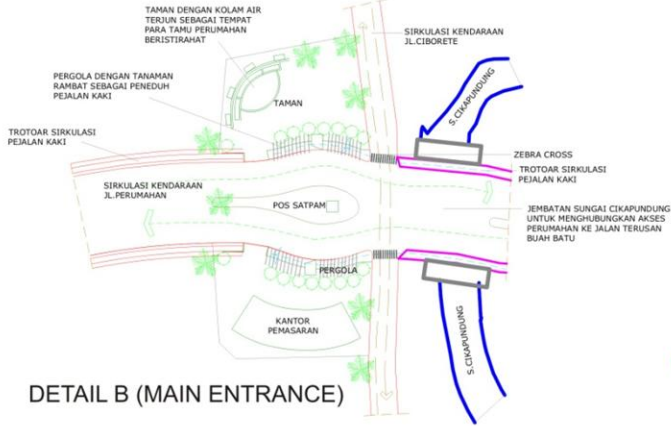 TAMAN DENGAN KOLAM AIR
TERJUN SEBAGAI TEMPAT
PARA TAMU PERUMAHAN
BERISTIRAHAT
SIRKULASI KENDARAAN
JL.CIBORETE
PERGOLA DENGAN TANAMAN
RAMBAT SEBAGAI PENEDUH
PEJALAN KAKI
TAMAN
S.CIKAPUNDUNG
TROTOAR SIRKULASI
PEJALAN KAKI
ZEBRA CROSS
TROTOAR SIRKULASI
PEJALAN KAKI
SIRKULASI KENDARAAN
JL.PERUMAHAN
POS SATPAM
JEMBATAN SUNGAI CIKAPUNDUNG
UNTUK MENGHUBUNGKAN AKSES
PERUMAHAN KE JALAN TERUSAN
BUAH BATU
PERGOLA
KANTOR
PEMASARAN
S.CIKAPUNDUNG
DETAIL B (MAIN ENTRANCE)